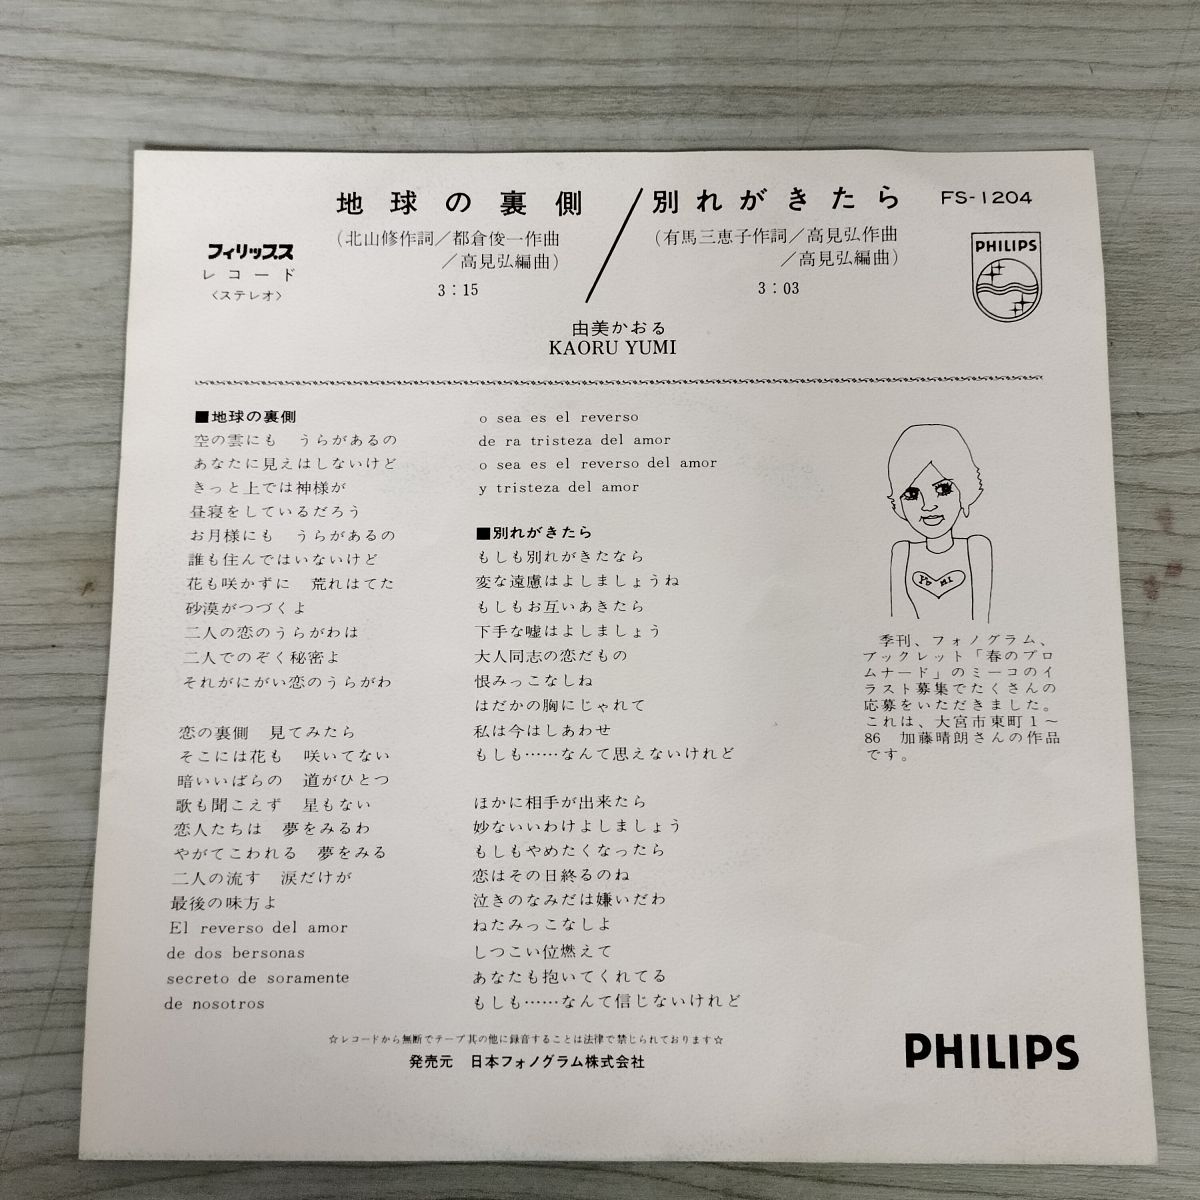 地球の裏側／別れがきたら FS-1204
(北山修作詞／都倉俊一作曲
／高見弘編曲)
3：15
(有馬三恵子作詞／高見弘作曲
／高見弘編曲)
3：03
フィリップス
レコード
〈ステレオ〉
PHILIPS
由美かおる
KAORU YUMI
■地球の裏側
空の雲にも　うらがあるの
あなたに見えはしないけど
きっと上では神様が
昼寝をしているだろう
お月様にも　うらがあるの
誰も住んではいないけど
花も咲かずに　荒れはてた
砂漠がつづくよ
二人の恋のうらがわは
二人でのぞく秘密よ
それがにがい恋のうらがわ
恋の裏側　見てみたら
そこには花も　咲いてない
暗いいばらの　道がひとつ
歌も聞こえず　星もない
恋人たちは　夢をみるわ
やがてこわれる　夢をみる
二人の流す　涙だけが
最後の味方よ
El reverso del amor
de dos bersonas
secreto de soramente
de nosotros
o sea es el reverso
de ra tristeza del amor
o sea es el reverso del amor
y tristeza del amor
■別れがきたら
もしも別れがきたなら
変な遠慮はよしましょうね
もしもお互いあきたら
下手な嘘はよしましょう
大人同志の恋だもの
恨みっこなしね
はだかの胸にじゃれて
私は今はしあわせ
もしも……なんて思えないけれど
ほかに相手が出来たら
妙ないいわけよしましょう
もしもやめたくなったら
恋はその日終るのね
泣きのなみだは嫌いだわ
ねたみっこなしよ
しつこい位燃えて
あなたも抱いてくれてる
もしも……なんて信じないけれど
YU MI
季刊、フォノグラム、
ブックレット「春のプロ
ムナード」のミーコのイ
ラスト募集でたくさんの
応募をいただきました。
これは、大宮市東町1〜
86　加藤晴朗さんの作品
です。
☆レコードから無断でテープ其の他に録音することは法律で禁じられております☆
発売元　日本フォノグラム株式会社
PHILIPS